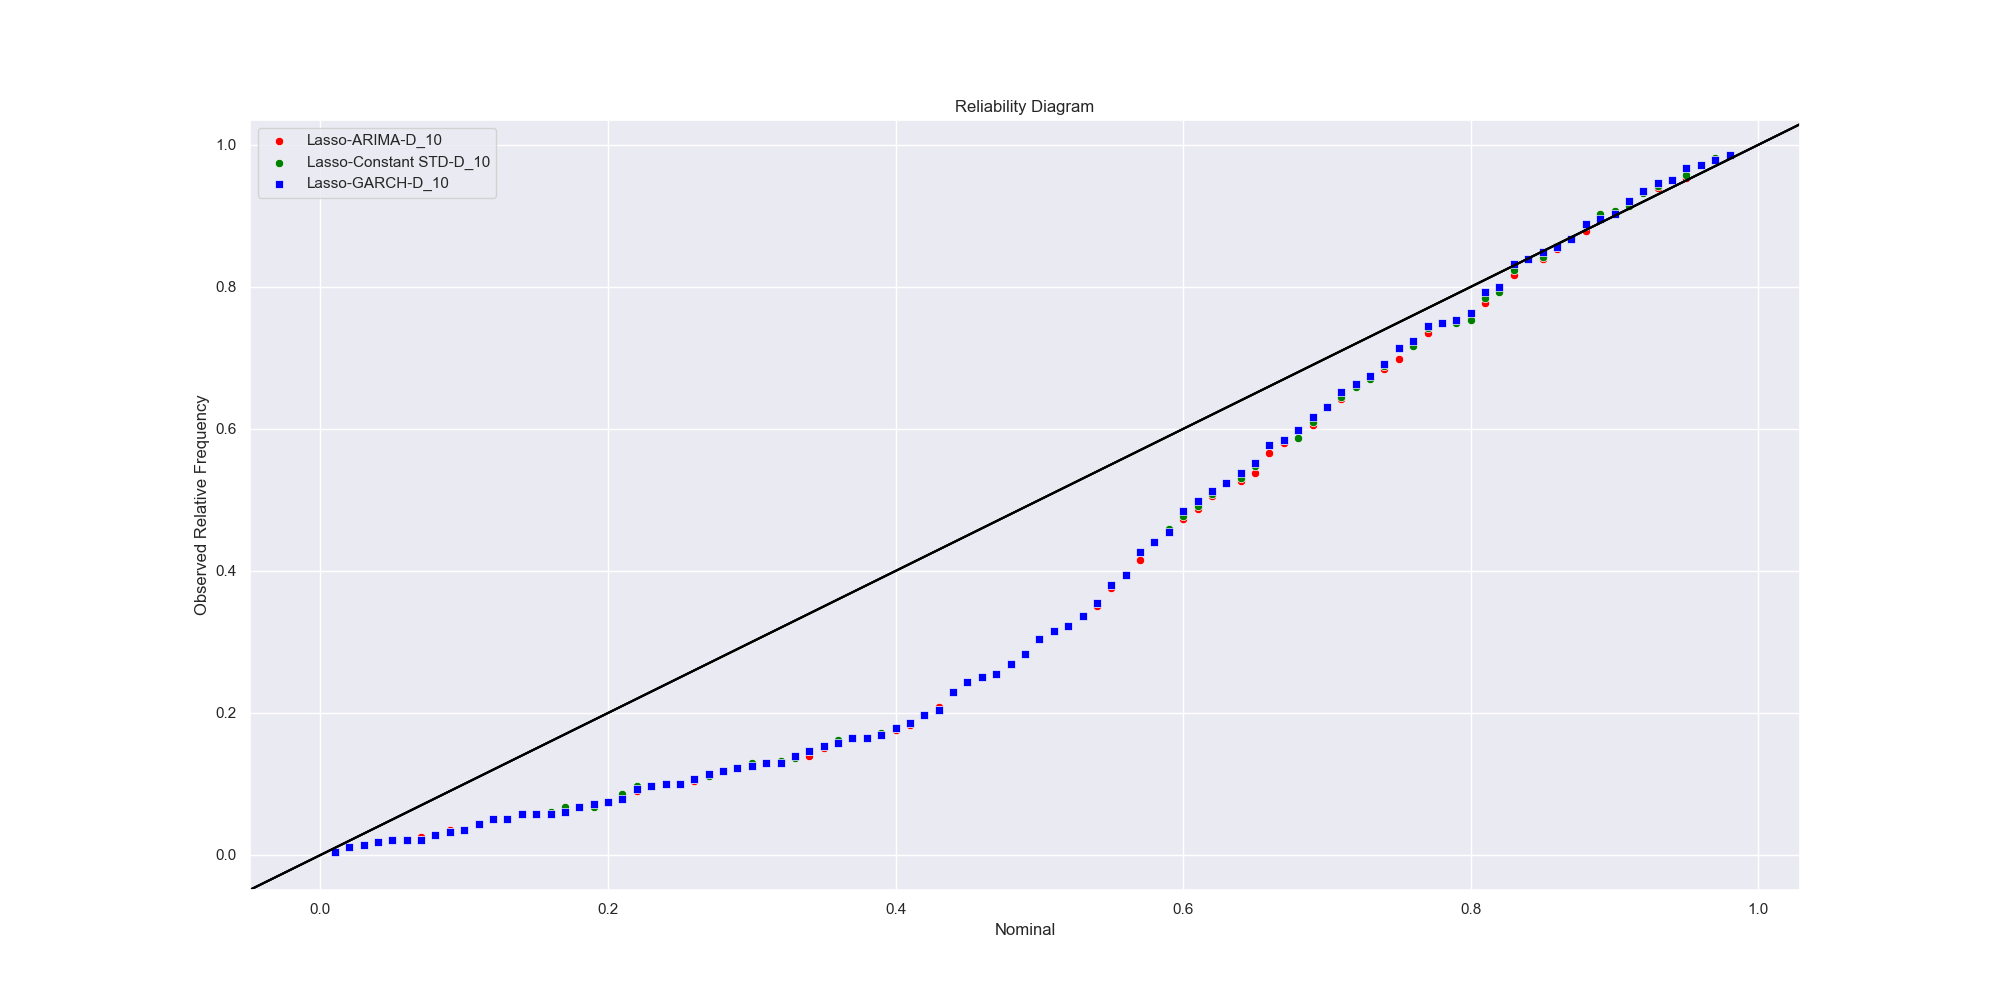 Reliability Diagram
Lasso-ARIMA-D_10
Lasso-Constant STD-D_10
Lasso-GARCH-D_10
1.0
0.8
0.6
0.4
0.2
0.0
Observed Relative Frequency
0.0 0.2 0.4 0.6 0.8 1.0
Nominal